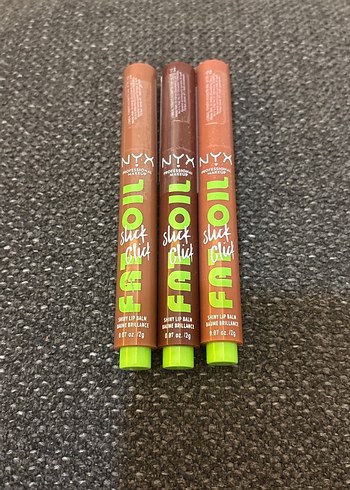 NYX
PROFESSIONAL
MAKEUP
FAT OIL
Slick
Click
SHINY LIP BALM
BAUME BRILLANCE
0.07 oz. /2g
NYX
PROFESSIONAL
MAKEUP
FAT OIL
Slick
Click
SHINY LIP BALM
BAUME BRILLANCE
0.07 oz. /2g
NYX
PROFESSIONAL
MAKEUP
FAT OIL
Slick
Click
SHINY LIP BALM
BAUME BRILLANCE
0.07 oz. /2g